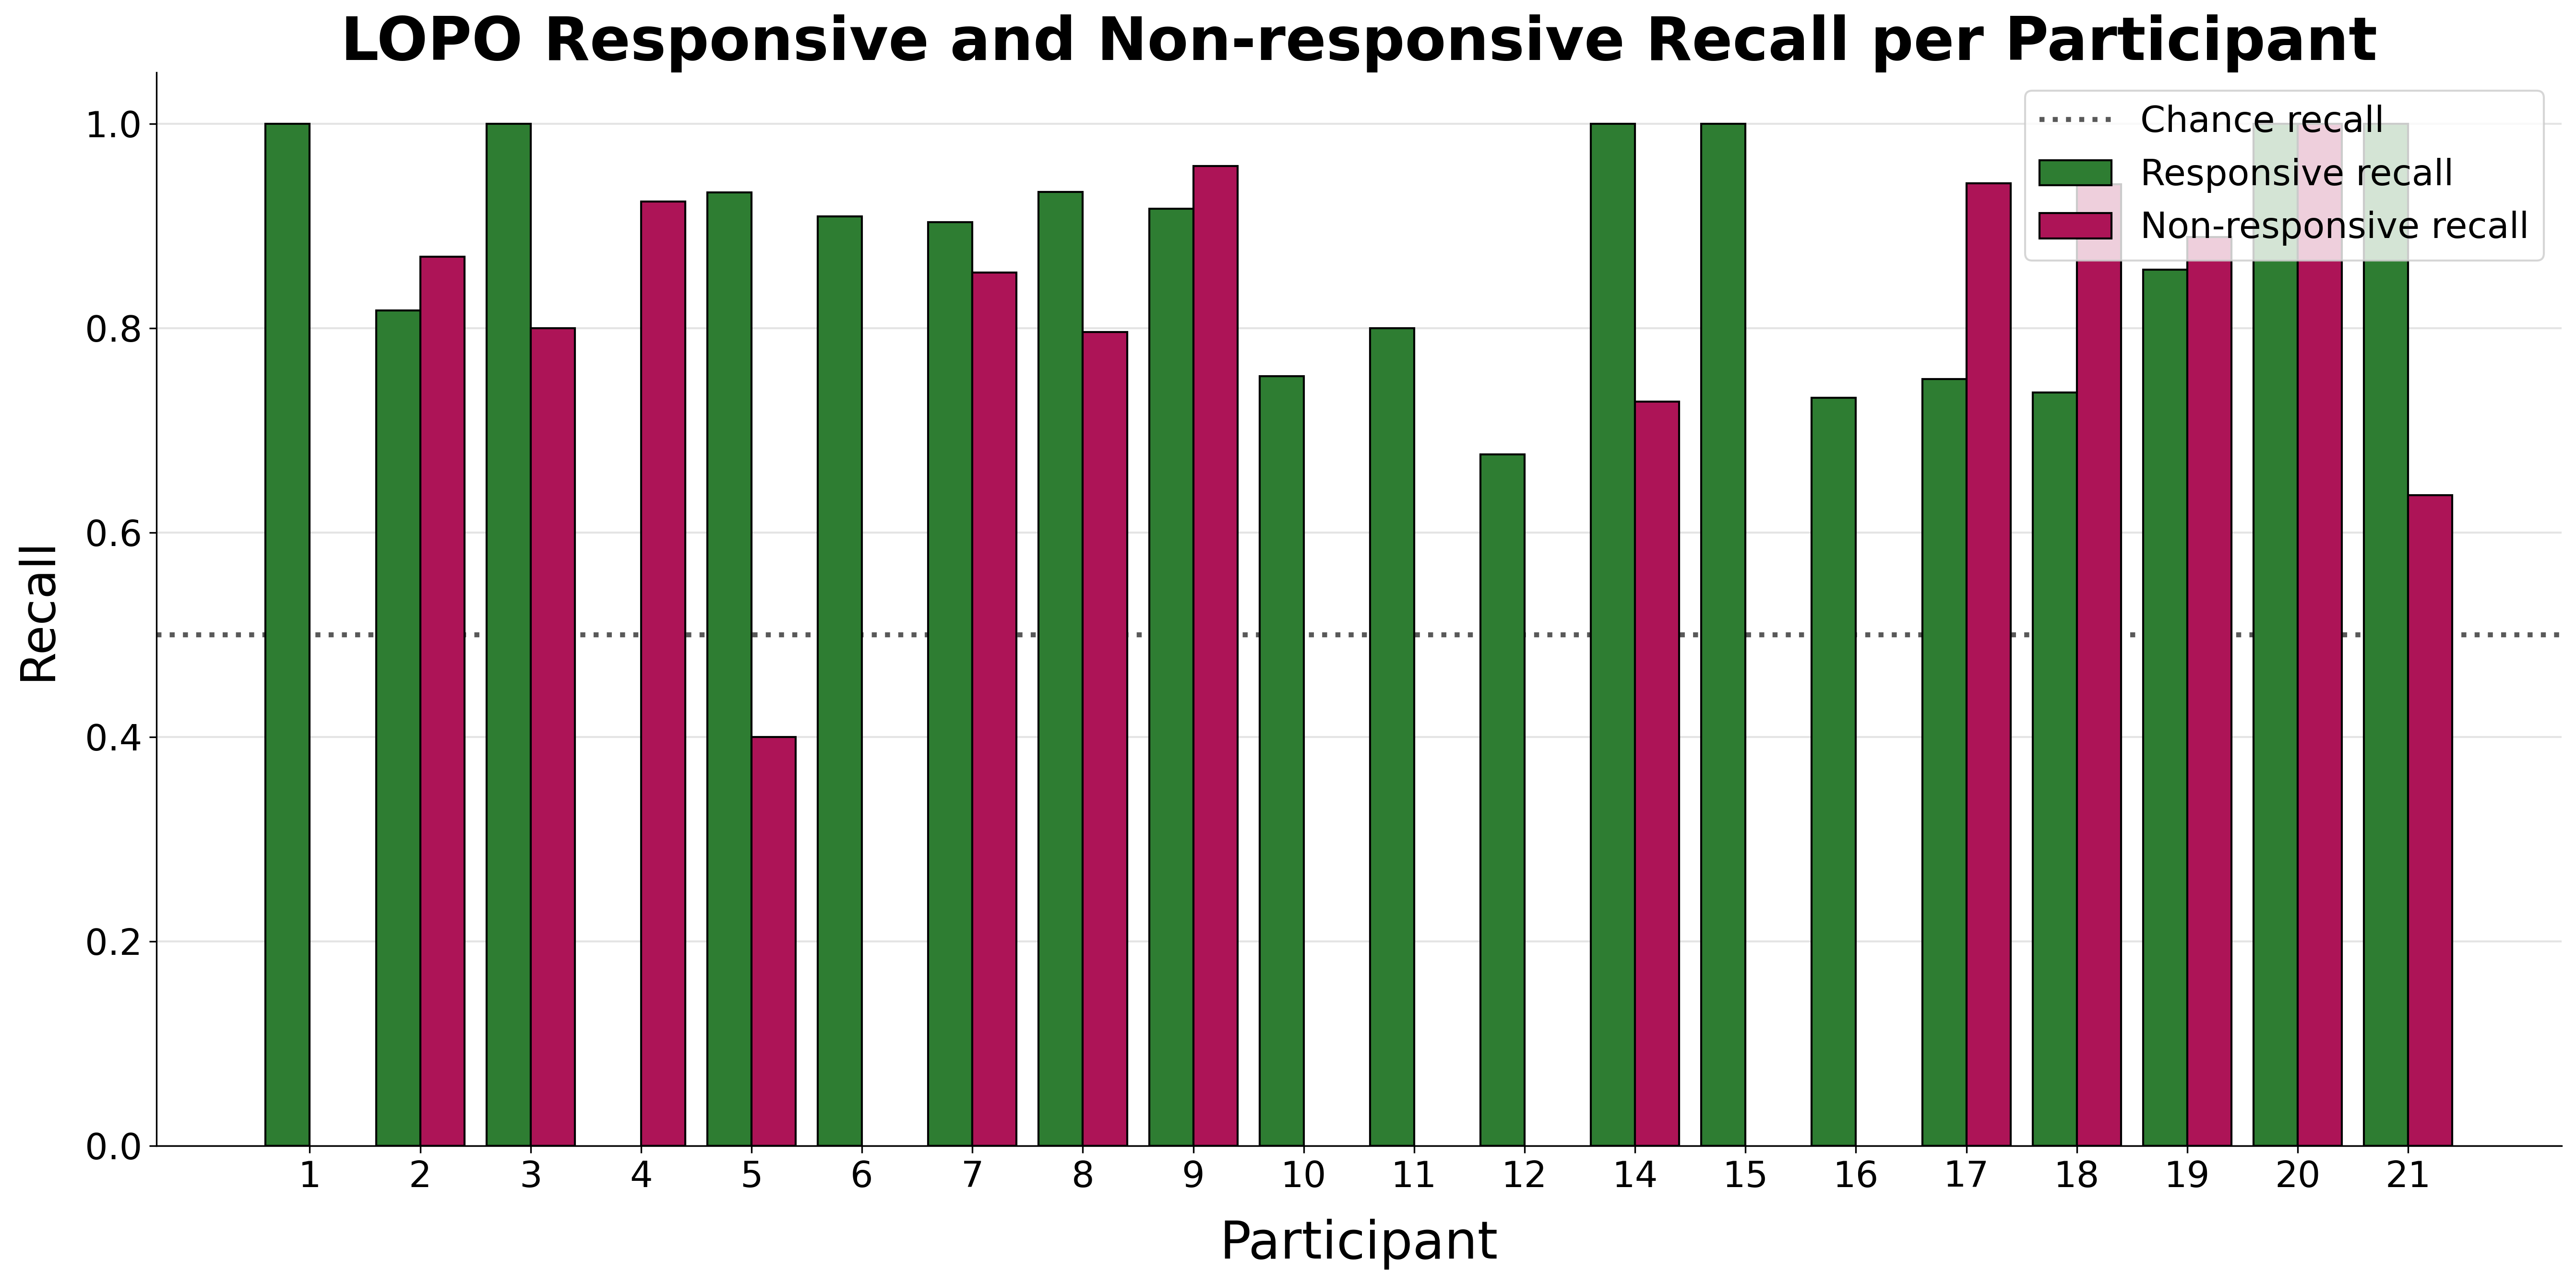 LOPO Responsive and Non-responsive Recall per Participant
Chance recall
Responsive recall
Non-responsive recall
1.0
0.8
0.6
0.4
0.2
0.0
Recall
1 2 3 4 5 6 7 8 9 10 11 12 14 15 16 17 18 19 20 21
Participant